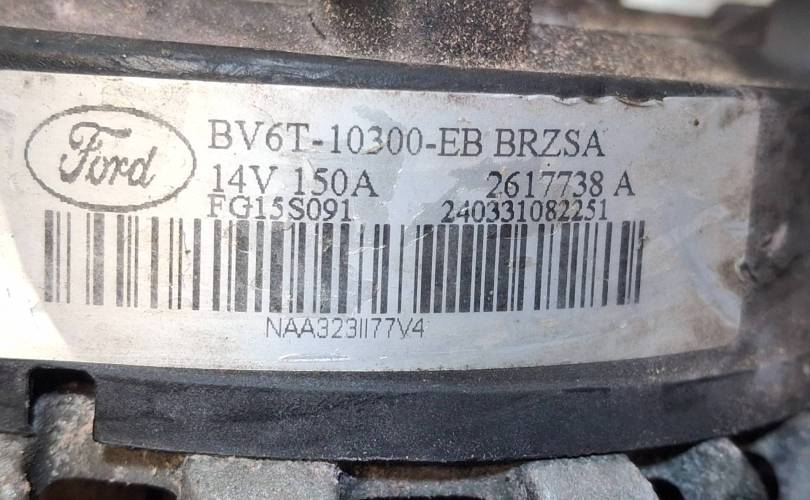 Ford
BV6T-10300-EB BRZSA
14V 150A 2617738 A
FG15S091 240331082251
NAA323II77V4